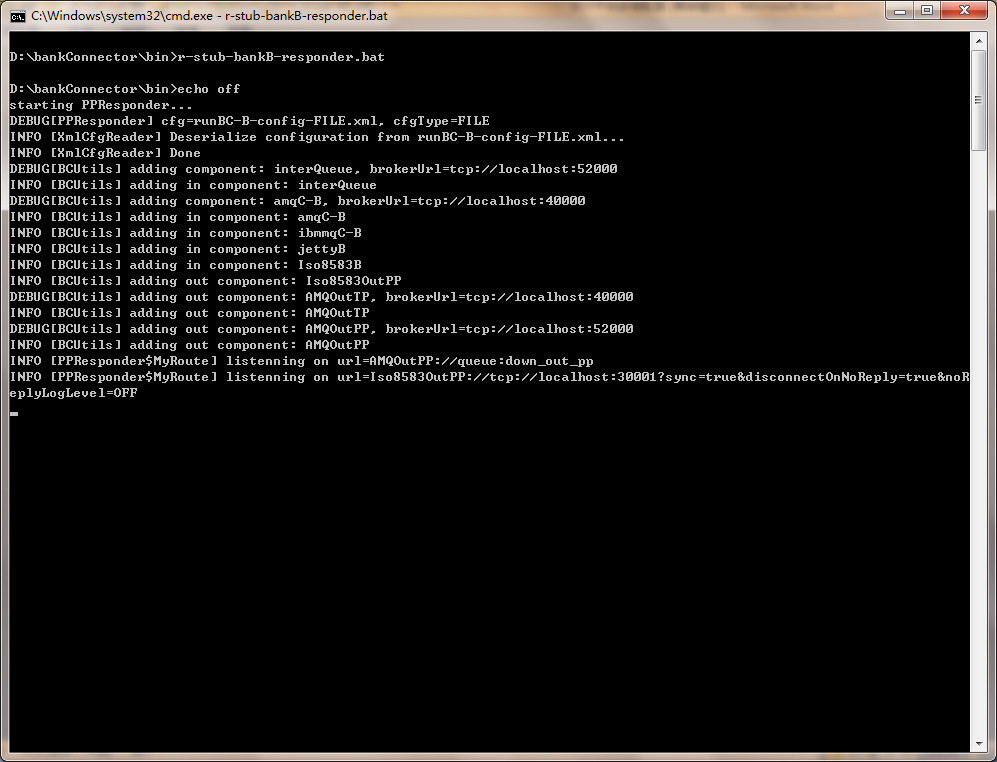 C:\Windows\system32\cmd.exe - r-stub-bankB-responder.bat
D:\bankConnector\bin>r-stub-bankB-responder.bat
D:\bankConnector\bin>echo off
starting PPResponder...
DEBUG[PPResponder] cfg=runBC-B-config-FILE.xml, cfgType=FILE
INFO [XmlCfgReader] Deserialize configuration from runBC-B-config-FILE.xml...
INFO [XmlCfgReader] Done
DEBUG[BCUtils] adding component: interQueue, brokerUrl=tcp://localhost:52000
INFO [BCUtils] adding in component: interQueue
DEBUG[BCUtils] adding component: amqC-B, brokerUrl=tcp://localhost:40000
INFO [BCUtils] adding in component: amqC-B
INFO [BCUtils] adding in component: ibmmqC-B
INFO [BCUtils] adding in component: jettyB
INFO [BCUtils] adding in component: Iso8583B
INFO [BCUtils] adding out component: Iso8583OutPP
DEBUG[BCUtils] adding out component: AMQOutTP, brokerUrl=tcp://localhost:40000
INFO [BCUtils] adding out component: AMQOutTP
DEBUG[BCUtils] adding out component: AMQOutPP, brokerUrl=tcp://localhost:52000
INFO [BCUtils] adding out component: AMQOutPP
INFO [PPResponder$MyRoute] listenning on url=AMQOutPP://queue:down_out_pp
INFO [PPResponder$MyRoute] listenning on url=Iso8583OutPP://tcp://localhost:30001?sync=true&disconnectOnNoReply=true&noR
eplyLogLevel=OFF